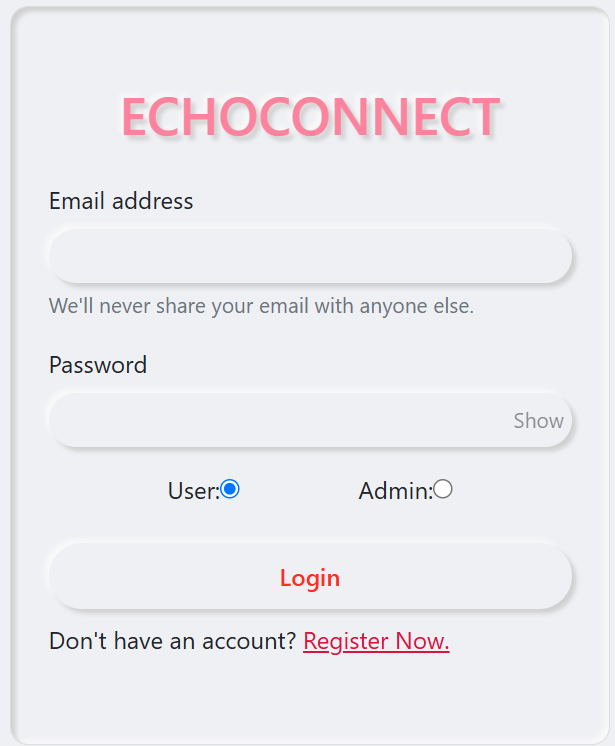 ECHOCONNECT
Email address
We'll never share your email with anyone else.
Password
Show
User: Admin:
Login
Don't have an account? Register Now.